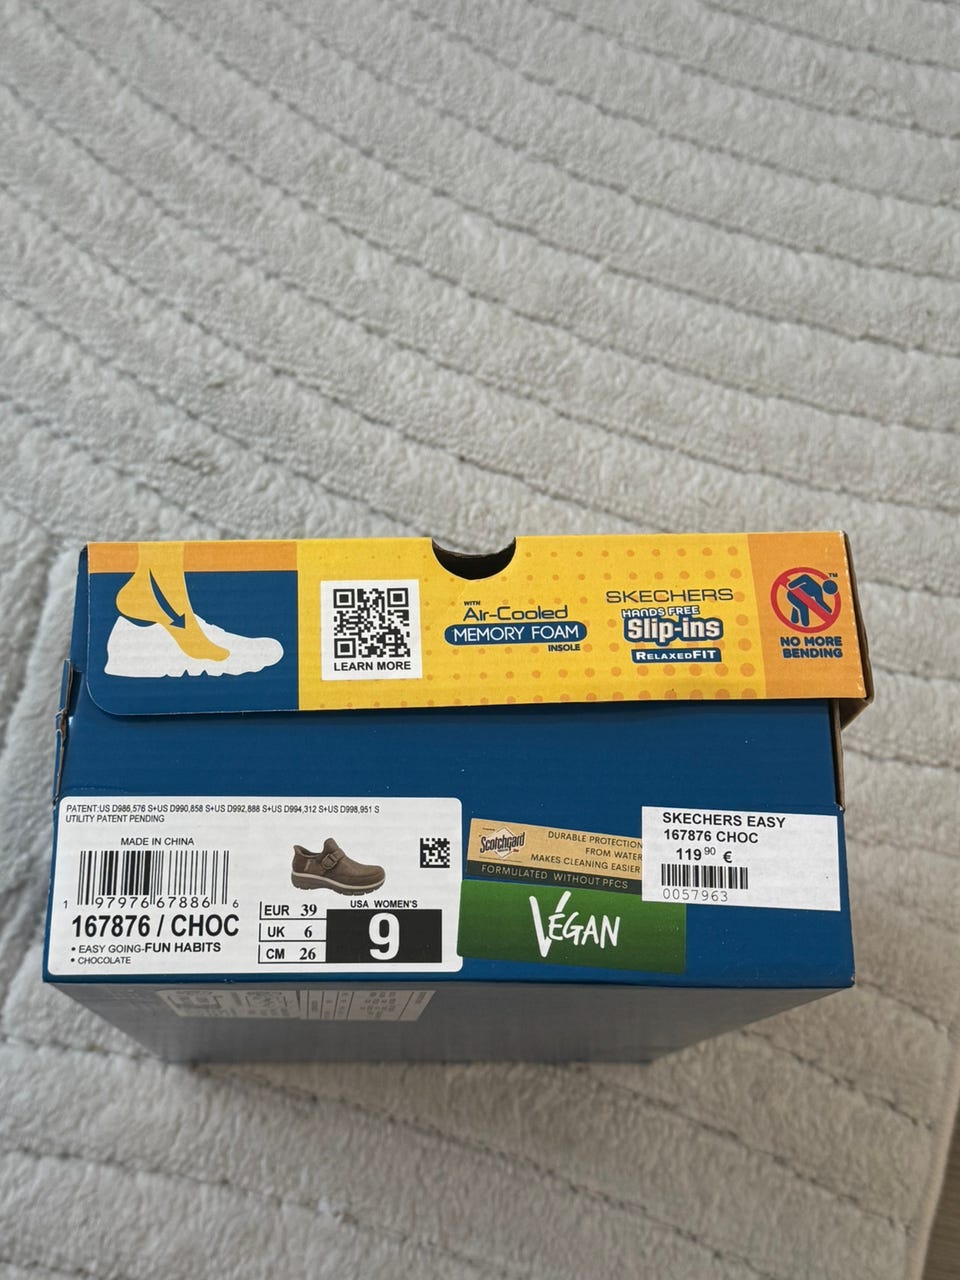 LEARN MORE
WITH
Air-Cooled
MEMORY FOAM
INSOLE
SKECHERS
HANDS FREE
Slip-ins
RELAXED FIT
TM
NO MORE
BENDING
PATENT:US D986,576 S+US D990,858 S+US D992,888 S+US D994,312 S+US D998,951 S
UTILITY PATENT PENDING
MADE IN CHINA
1 97976 67886 6
167876 / CHOC
• EASY GOING-FUN HABITS
• CHOCOLATE
EUR 39
UK 6
CM 26
USA WOMEN'S
9
Scotchgard
DURABLE PROTECTION
FROM WATER
MAKES CLEANING EASIER
FORMULATED WITHOUT PFCS
VEGAN
SKECHERS EASY
167876 CHOC
119⁹⁰ €
0057963